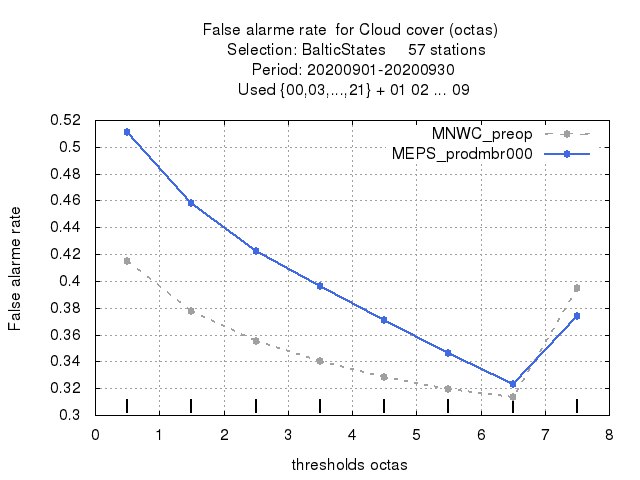 False alarme rate  for Cloud cover (octas)
Selection: BalticStates     57 stations
Period: 20200901-20200930
Used {00,03,...,21} + 01 02 ... 09
MNWC_preop
MEPS_prodmbr000
False alarme rate
0.52
0.5
0.48
0.46
0.44
0.42
0.4
0.38
0.36
0.34
0.32
0.3
0 1 2 3 4 5 6 7 8
thresholds octas